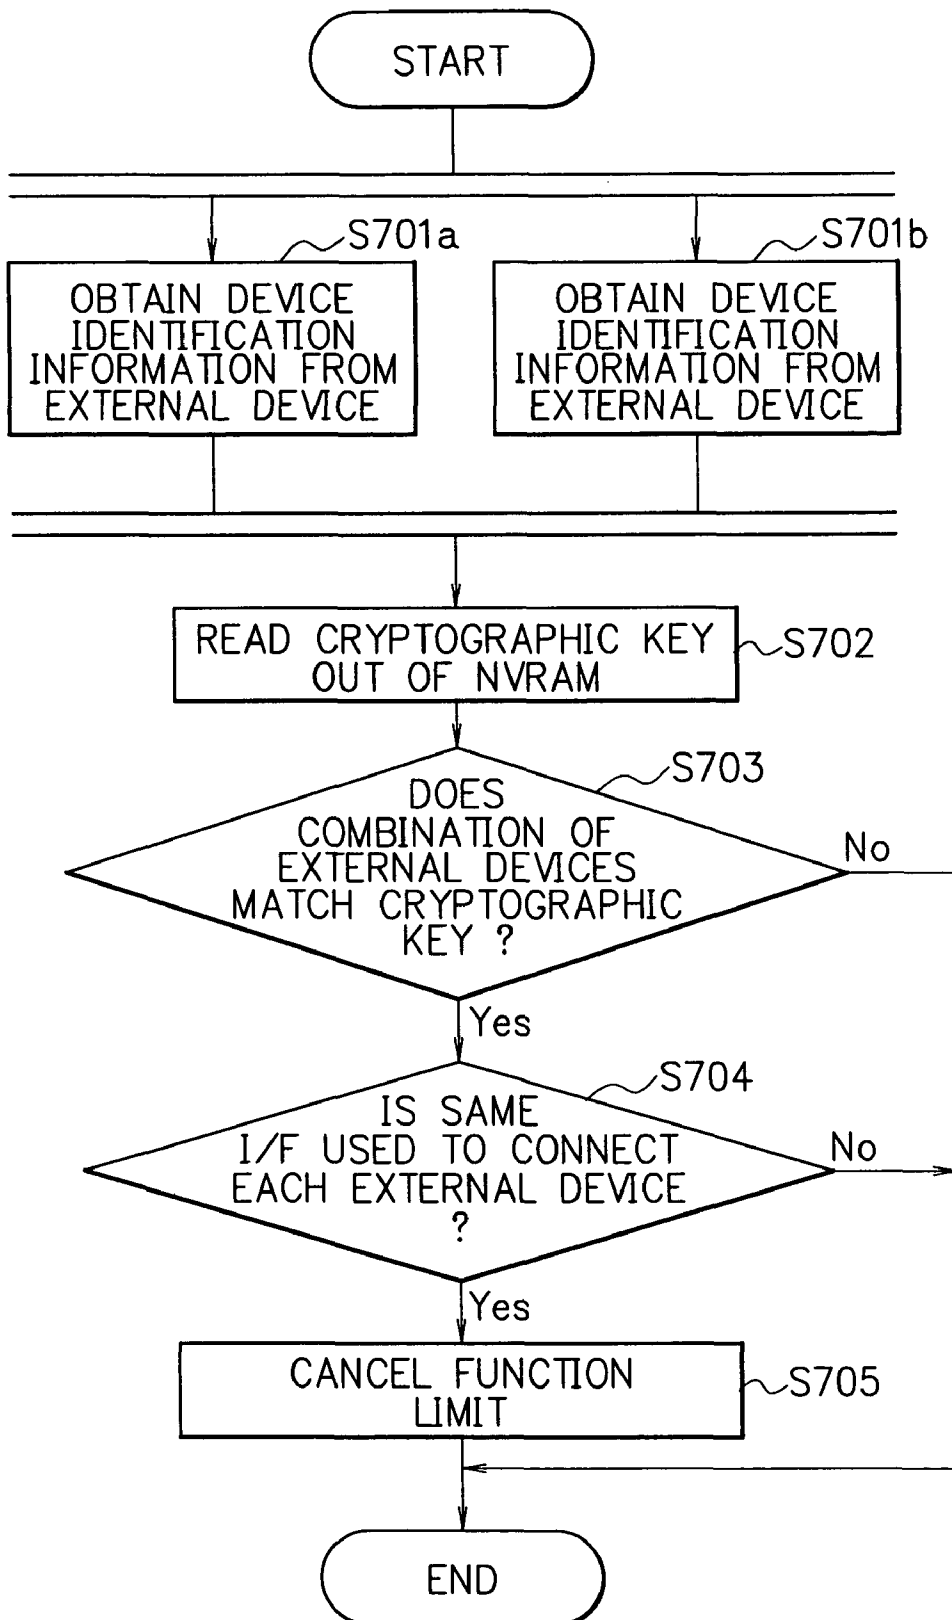 START
S701a
OBTAIN DEVICE
IDENTIFICATION
INFORMATION FROM
EXTERNAL DEVICE
S701b
OBTAIN DEVICE
IDENTIFICATION
INFORMATION FROM
EXTERNAL DEVICE
READ CRYPTOGRAPHIC KEY
OUT OF NVRAM
S702
S703
DOES
COMBINATION OF
EXTERNAL DEVICES
MATCH CRYPTOGRAPHIC
KEY ?
No
Yes
S704
IS SAME
I/F USED TO CONNECT
EACH EXTERNAL DEVICE
?
No
Yes
CANCEL FUNCTION
LIMIT
S705
END